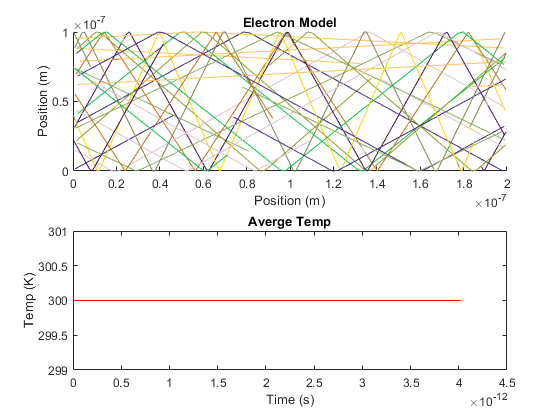 Electron Model
×10^-7
1
0.5
0
Position (m)
0 0.2 0.4 0.6 0.8 1 1.2 1.4 1.6 1.8 2
Position (m)
×10^-7
Averge Temp
301
300.5
300
299.5
299
Temp (K)
0 0.5 1 1.5 2 2.5 3 3.5 4 4.5
Time (s)
×10^-12